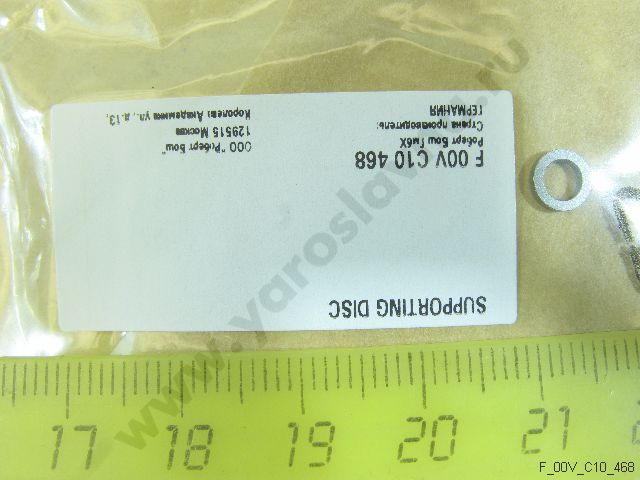 SUPPORTING DISC
F 00V C10 468
Роберт Бош ГмбХ
Страна производитель:
ГЕРМАНИЯ
ООО "Роберт Бош"
129515 Москва
Королева Академика ул., д.13,
17 18 19 20 21
F_00V_C10_468